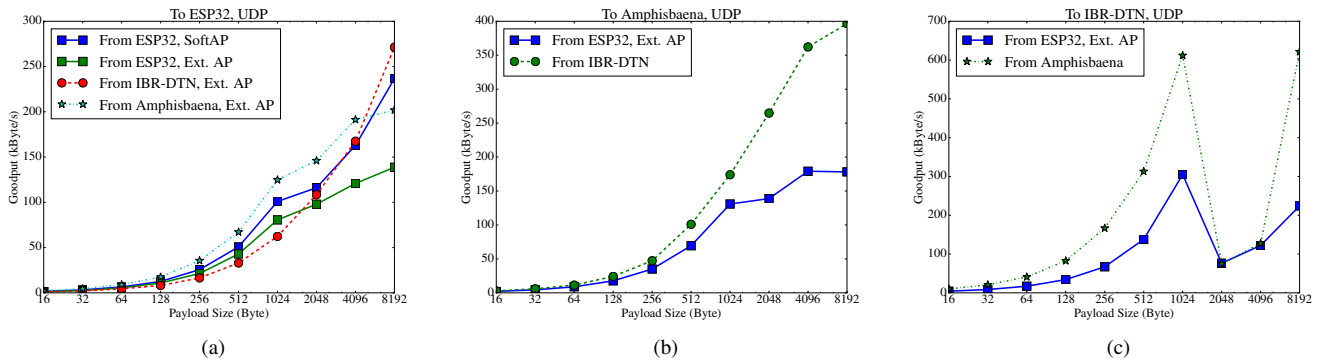 To ESP32, UDP
From ESP32, SoftAP
From ESP32, Ext. AP
From IBR-DTN, Ext. AP
From Amphisbaena, Ext. AP
Goodput (kByte/s)
300
250
200
150
100
50
0
16 32 64 128 256 512 1024 2048 4096 8192
Payload Size (Byte)
(a)
To Amphisbaena, UDP
From ESP32, Ext. AP
From IBR-DTN
Goodput (kByte/s)
400
350
300
250
200
150
100
50
0
16 32 64 128 256 512 1024 2048 4096 8192
Payload Size (Byte)
(b)
To IBR-DTN, UDP
From ESP32, Ext. AP
From Amphisbaena
Goodput (kByte/s)
700
600
500
400
300
200
100
0
16 32 64 128 256 512 1024 2048 4096 8192
Payload Size (Byte)
(c)